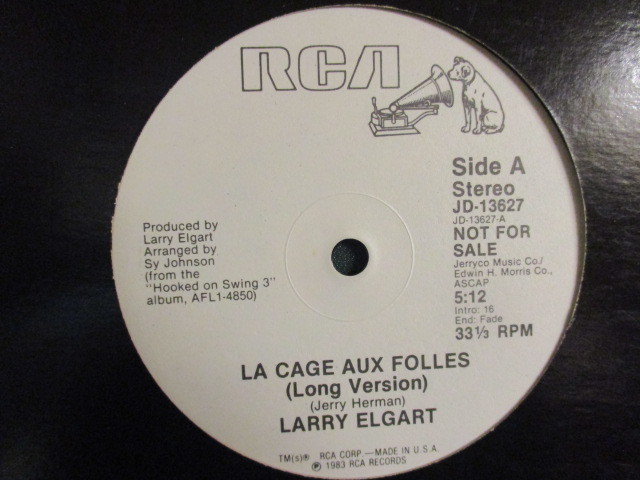 RCA
Side A
Stereo
JD-13627
JD-13627-A
NOT FOR
SALE
Jerryco Music Co./
Edwin H. Morris Co.,
ASCAP
5:12
Intro: 16
End: Fade
33⅓ RPM
Produced by
Larry Elgart
Arranged by
Sy Johnson
(from the
"Hooked on Swing 3"
album, AFL1-4850)
LA CAGE AUX FOLLES
(Long Version)
(Jerry Herman)
LARRY ELGART
TM(s)® RCA CORP.—MADE IN U.S.A.
℗ 1983 RCA RECORDS